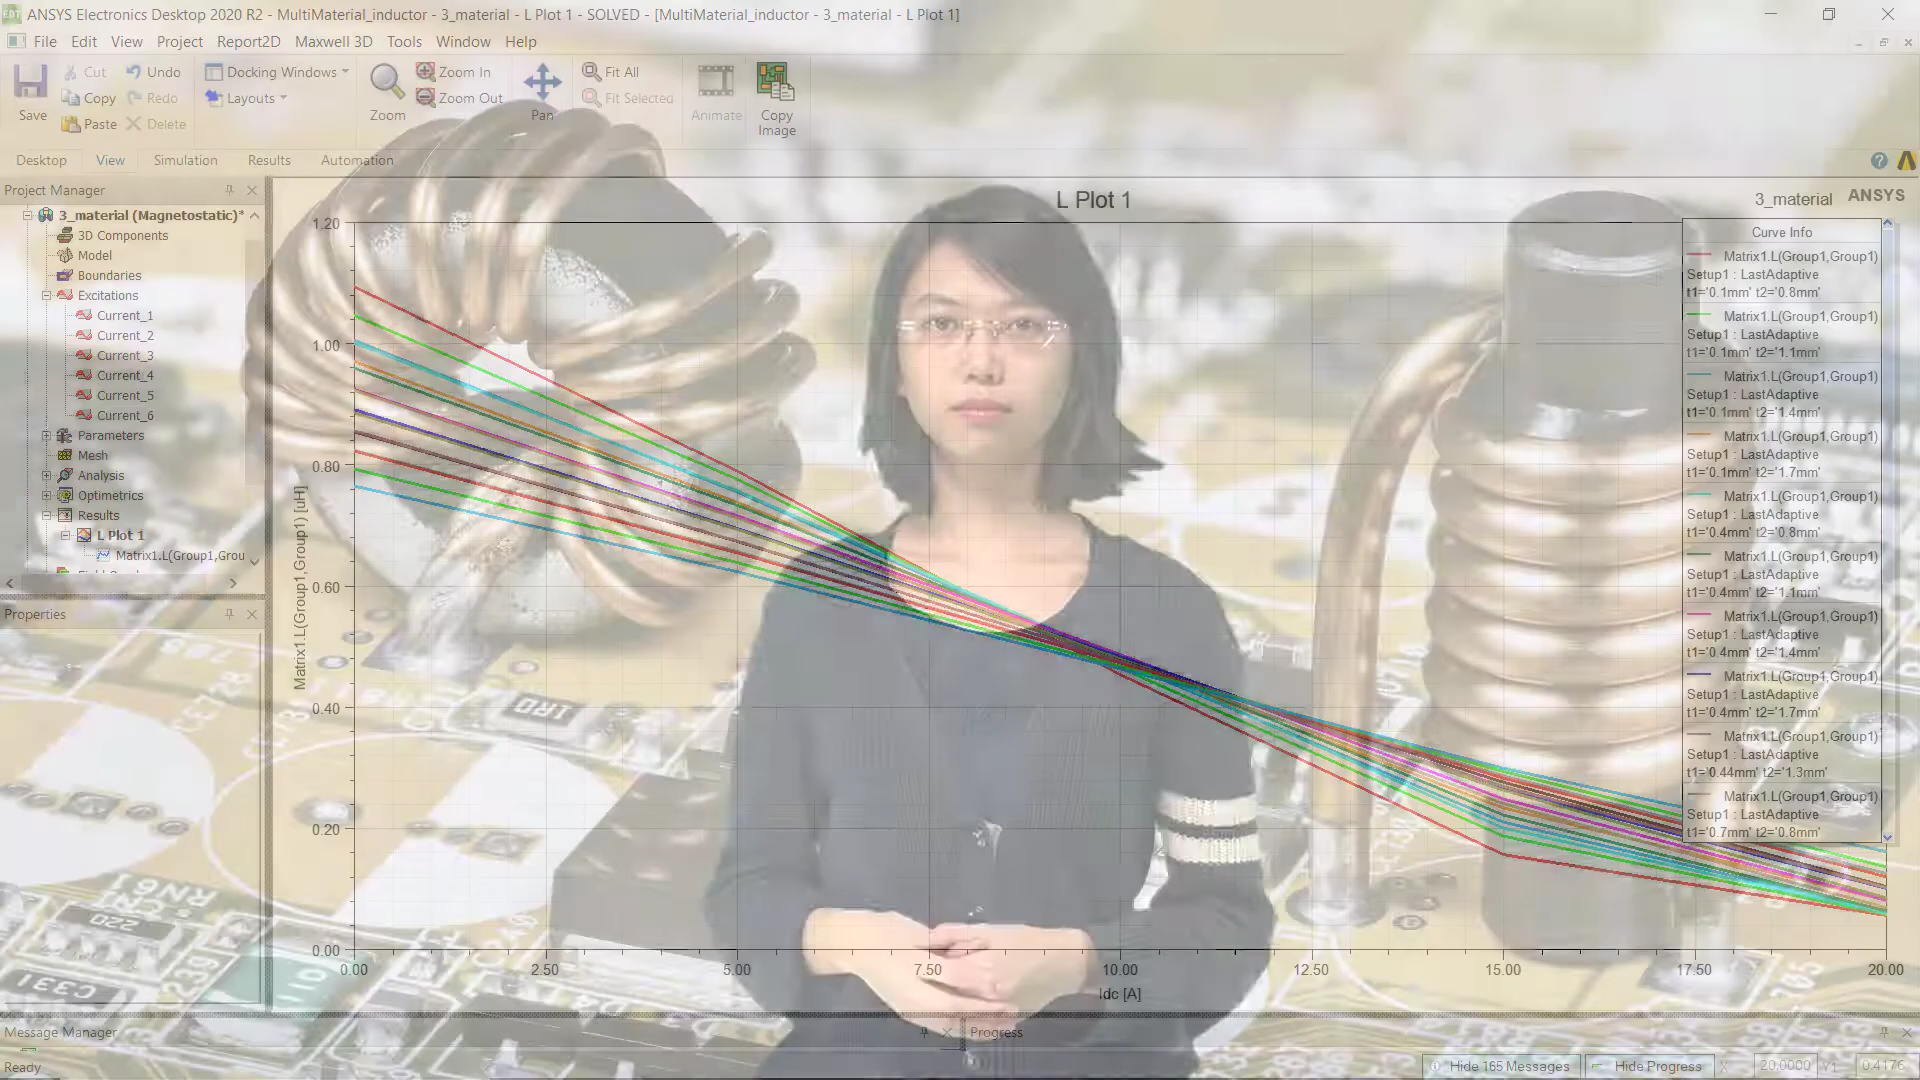 ANSYS Electronics Desktop 2020 R2 - MultiMaterial_inductor - 3_material - L Plot 1 - SOLVED - [MultiMaterial_inductor - 3_material - L Plot 1]
File Edit View Project Report2D Maxwell 3D Tools Window Help
Save
Cut
Copy
Paste
Undo
Redo
Delete
Docking Windows
Layouts
Zoom
Zoom In
Zoom Out
Pan
Fit All
Fit Selected
Animate
Copy Image
Desktop View Simulation Results Automation
Project Manager
3_material (Magnetostatic)*
3D Components
Model
Boundaries
Excitations
Current_1
Current_2
Current_3
Current_4
Current_5
Current_6
Parameters
Mesh
Analysis
Optimetrics
Results
L Plot 1
Matrix1.L(Group1,Grou
Properties
L Plot 1
3_material ANSYS
1.20
1.00
0.80
0.60
0.40
0.20
0.00
Matrix1.L(Group1,Group1) [uH]
0.00 2.50 5.00 7.50 10.00 12.50 15.00 17.50 20.00
Idc [A]
Curve Info
Matrix1.L(Group1,Group1)
Setup1 : LastAdaptive
t1='0.1mm' t2='0.8mm'
Matrix1.L(Group1,Group1)
Setup1 : LastAdaptive
t1='0.1mm' t2='1.1mm'
Matrix1.L(Group1,Group1)
Setup1 : LastAdaptive
t1='0.1mm' t2='1.4mm'
Matrix1.L(Group1,Group1)
Setup1 : LastAdaptive
t1='0.1mm' t2='1.7mm'
Matrix1.L(Group1,Group1)
Setup1 : LastAdaptive
t1='0.4mm' t2='0.8mm'
Matrix1.L(Group1,Group1)
Setup1 : LastAdaptive
t1='0.4mm' t2='1.1mm'
Matrix1.L(Group1,Group1)
Setup1 : LastAdaptive
t1='0.4mm' t2='1.4mm'
Matrix1.L(Group1,Group1)
Setup1 : LastAdaptive
t1='0.4mm' t2='1.7mm'
Matrix1.L(Group1,Group1)
Setup1 : LastAdaptive
t1='0.44mm' t2='1.3mm'
Matrix1.L(Group1,Group1)
Setup1 : LastAdaptive
t1='0.7mm' t2='0.8mm'
1R0
RN61
220
C331
Message Manager
Progress
Ready
Hide 165 Messages
Hide Progress
X 20.0000 Y1 0.4176